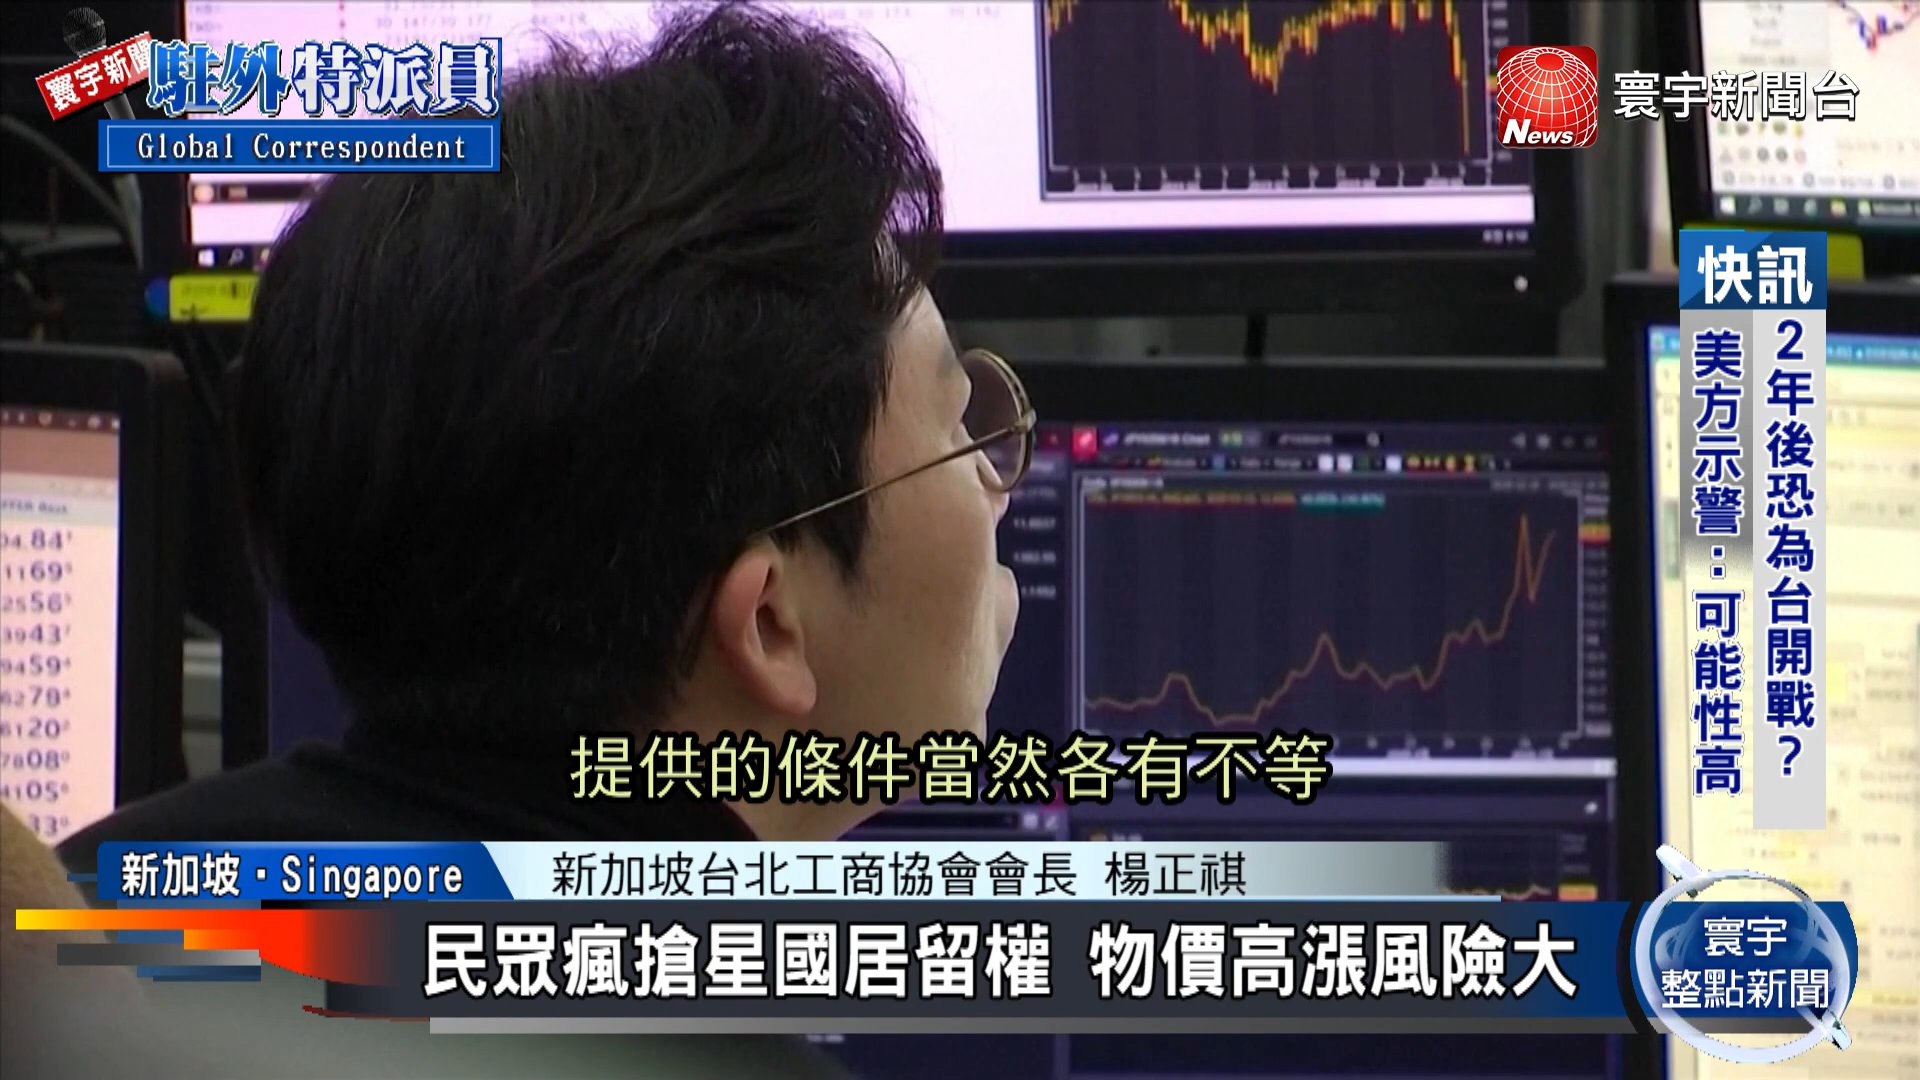 寰宇新聞
駐外特派員
Global Correspondent
News
寰宇新聞台
快訊
2年後恐為台開戰？
美方示警：可能性高
提供的條件當然各有不等
新加坡·Singapore
新加坡台北工商協會會長 楊正祺
民眾瘋搶星國居留權 物價高漲風險大
寰宇
整點新聞